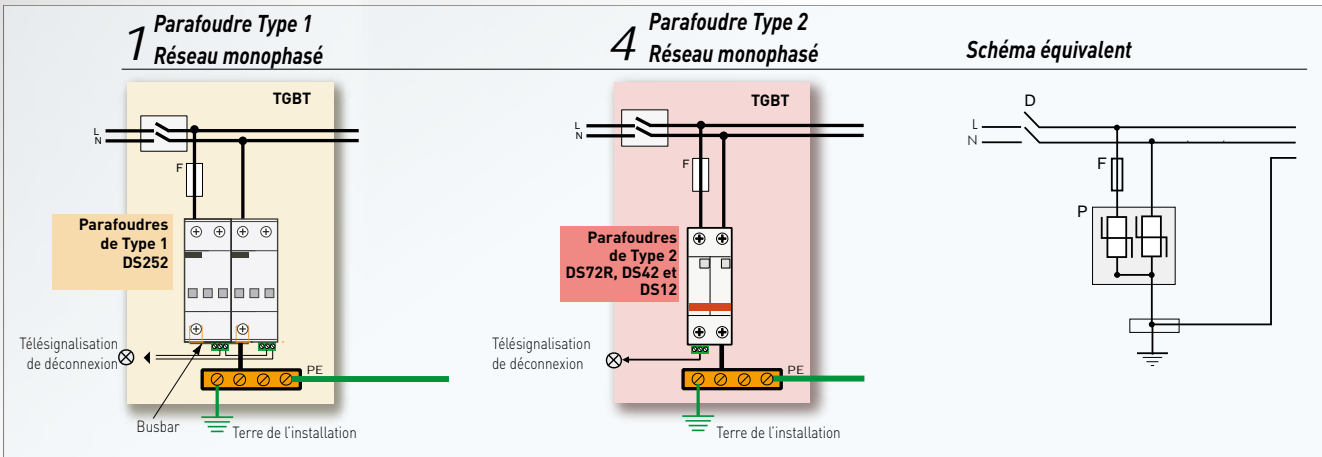 1
Parafoudre Type 1
Réseau monophasé
TGBT
L
N
F
Parafoudres
de Type 1
DS252
Télésignalisation
de déconnexion
PE
Busbar
Terre de l'installation
4
Parafoudre Type 2
Réseau monophasé
TGBT
L
N
F
Parafoudres
de Type 2
DS72R, DS42 et
DS12
Télésignalisation
de déconnexion
PE
Terre de l'installation
Schéma équivalent
D
L
N
F
P